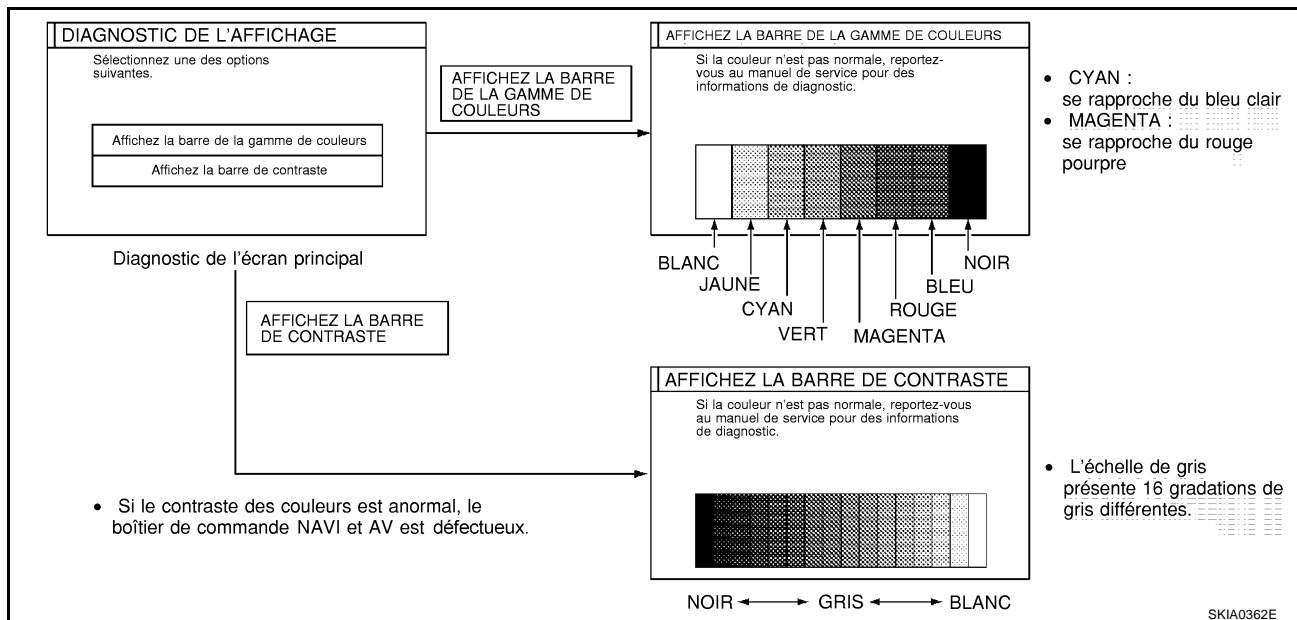 DIAGNOSTIC DE L'AFFICHAGE
Sélectionnez une des options
suivantes.
Affichez la barre de la gamme de couleurs
Affichez la barre de contraste
Diagnostic de l'écran principal
AFFICHEZ LA BARRE
DE LA GAMME DE
COULEURS
AFFICHEZ LA BARRE DE LA GAMME DE COULEURS
Si la couleur n'est pas normale, reportez-
vous au manuel de service pour des
informations de diagnostic.
BLANC
JAUNE
CYAN
VERT
MAGENTA
ROUGE
BLEU
NOIR
• CYAN :
se rapproche du bleu clair
• MAGENTA :
se rapproche du rouge
pourpre
AFFICHEZ LA BARRE
DE CONTRASTE
• Si le contraste des couleurs est anormal, le
boîtier de commande NAVI et AV est défectueux.
AFFICHEZ LA BARRE DE CONTRASTE
Si la couleur n'est pas normale, reportez-vous
au manuel de service pour des informations
de diagnostic.
NOIR GRIS BLANC
• L'échelle de gris
présente 16 gradations de
gris différentes.
SKIA0362E